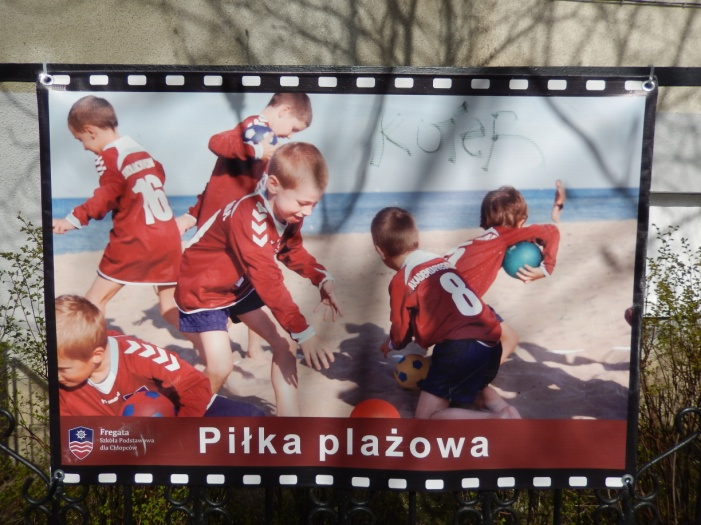 16
8
Fregata
Szkoła Podstawowa
dla Chłopców
Piłka plażowa